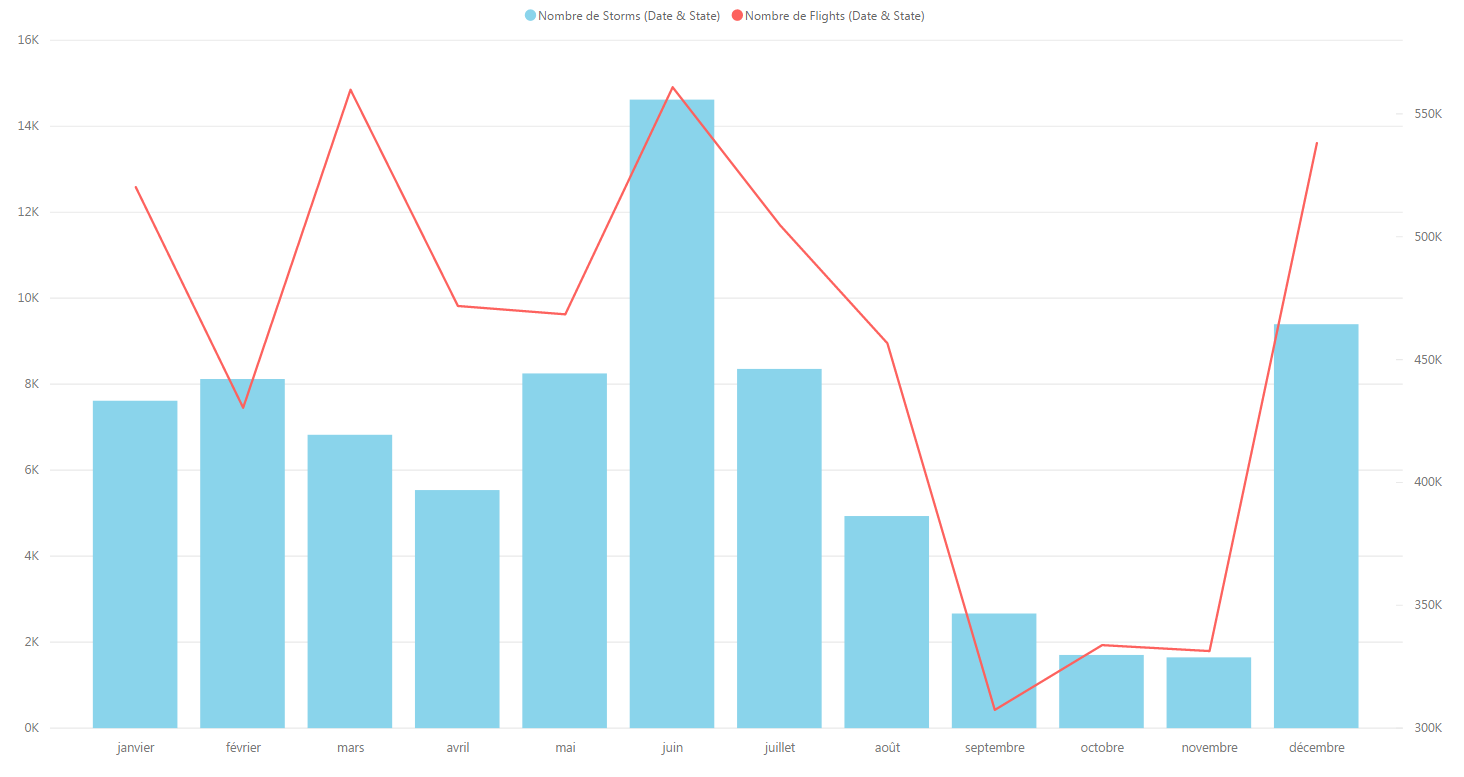 Nombre de Storms (Date & State) Nombre de Flights (Date & State)
16K
14K
12K
10K
8K
6K
4K
2K
0K
550K
500K
450K
400K
350K
300K
janvier février mars avril mai juin juillet août septembre octobre novembre décembre